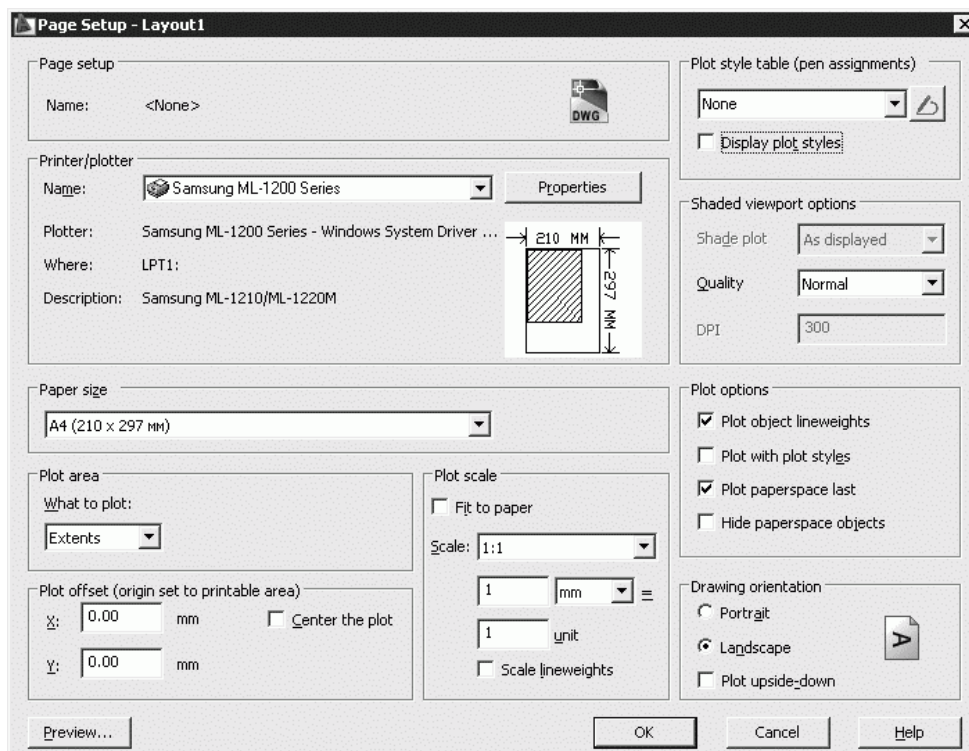 Page Setup - Layout1
Page setup
Name: <None>
DWG
Printer/plotter
Name: Samsung ML-1200 Series
Properties
Plotter: Samsung ML-1200 Series - Windows System Driver ...
Where: LPT1:
Description: Samsung ML-1210/ML-1220M
210 MM
297 MM
Paper size
A4 (210 x 297 мм)
Plot area
What to plot:
Extents
Plot offset (origin set to printable area)
X: 0.00 mm
Center the plot
Y: 0.00 mm
Plot scale
Fit to paper
Scale: 1:1
1 mm =
1 unit
Scale lineweights
Plot style table (pen assignments)
None
Display plot styles
Shaded viewport options
Shade plot As displayed
Quality Normal
DPI 300
Plot options
Plot object lineweights
Plot with plot styles
Plot paperspace last
Hide paperspace objects
Drawing orientation
Portrait
Landscape
A
Plot upside-down
Preview...
OK
Cancel
Help